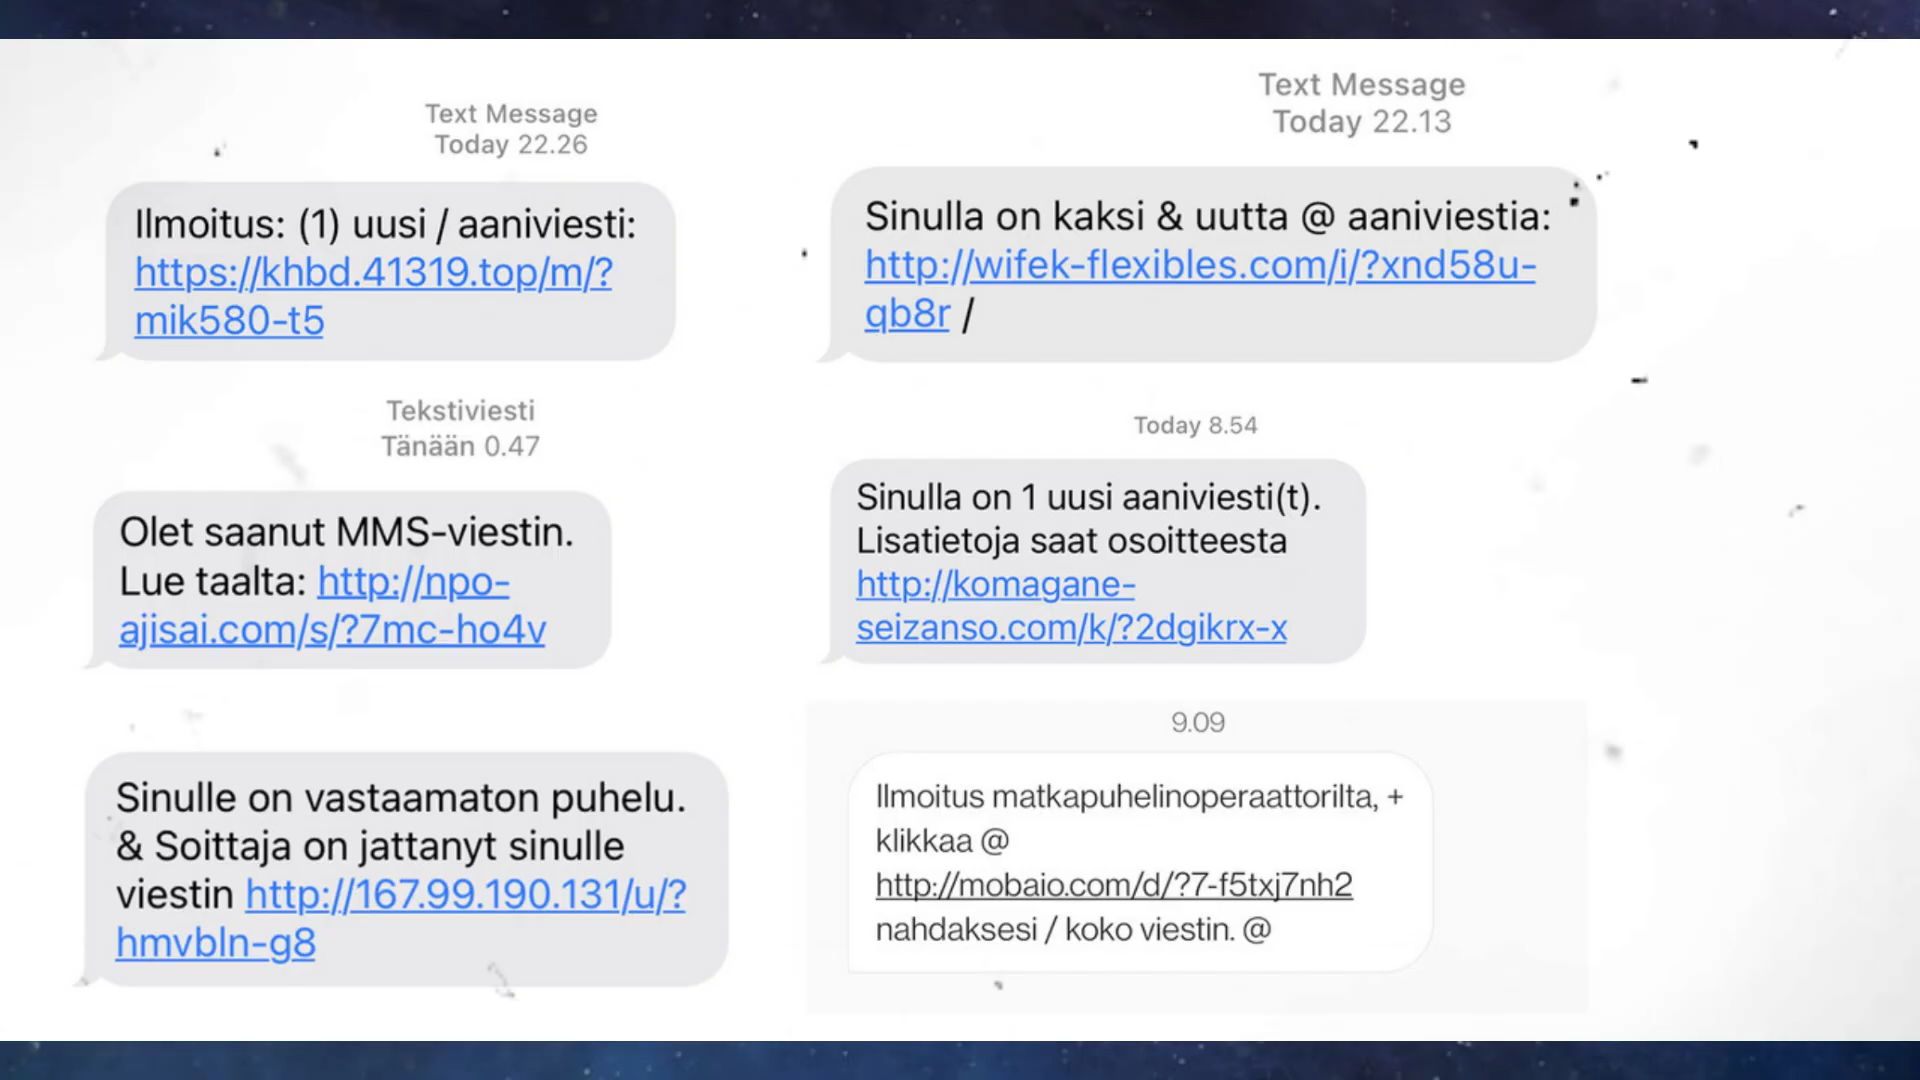 Text Message
Today 22.26
Ilmoitus: (1) uusi / aaniviesti:
https://khbd.41319.top/m/?
mik580-t5
Tekstiviesti
Tänään 0.47
Olet saanut MMS-viestin.
Lue taalta: http://npo-
ajisai.com/s/?7mc-ho4v
Sinulle on vastaamaton puhelu.
& Soittaja on jattanyt sinulle
viestin http://167.99.190.131/u/?
hmvbln-g8
Text Message
Today 22.13
Sinulla on kaksi & uutta @ aaniviestia:
http://wifek-flexibles.com/i/?xnd58u-
qb8r /
Today 8.54
Sinulla on 1 uusi aaniviesti(t).
Lisatietoja saat osoitteesta
http://komagane-
seizanso.com/k/?2dgikrx-x
9.09
Ilmoitus matkapuhelinoperaattorilta, +
klikkaa @
http://mobaio.com/d/?7-f5txj7nh2
nahdaksesi / koko viestin. @